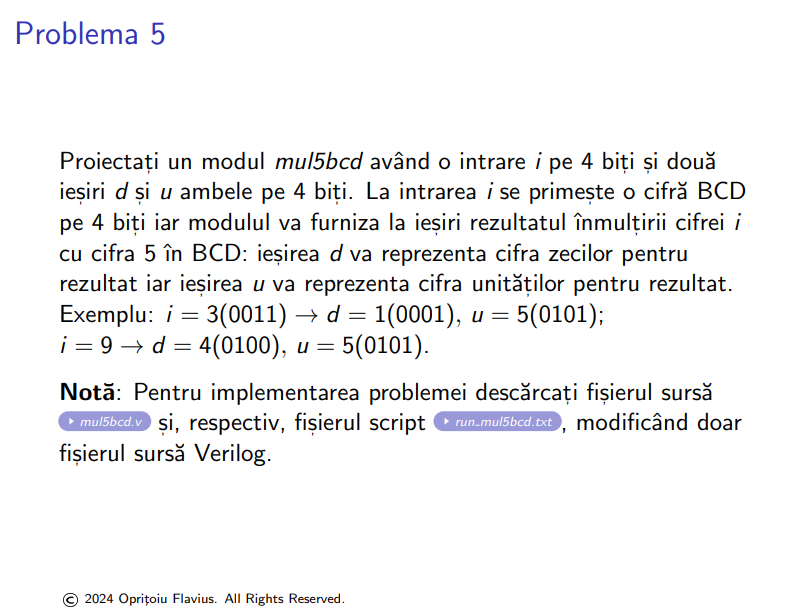 Problema 5
Proiectați un modul mul5bcd având o intrare i pe 4 biți și două
ieșiri d și u ambele pe 4 biți. La intrarea i se primește o cifră BCD
pe 4 biți iar modulul va furniza la ieșiri rezultatul înmulțirii cifrei i
cu cifra 5 în BCD: ieșirea d va reprezenta cifra zecilor pentru
rezultat iar ieșirea u va reprezenta cifra unităților pentru rezultat.
Exemplu: i = 3(0011) → d = 1(0001), u = 5(0101);
i = 9 → d = 4(0100), u = 5(0101).
Notă: Pentru implementarea problemei descărcați fișierul sursă
mul5bcd.v și, respectiv, fișierul script run_mul5bcd.txt, modificând doar
fișierul sursă Verilog.
© 2024 Oprițoiu Flavius. All Rights Reserved.